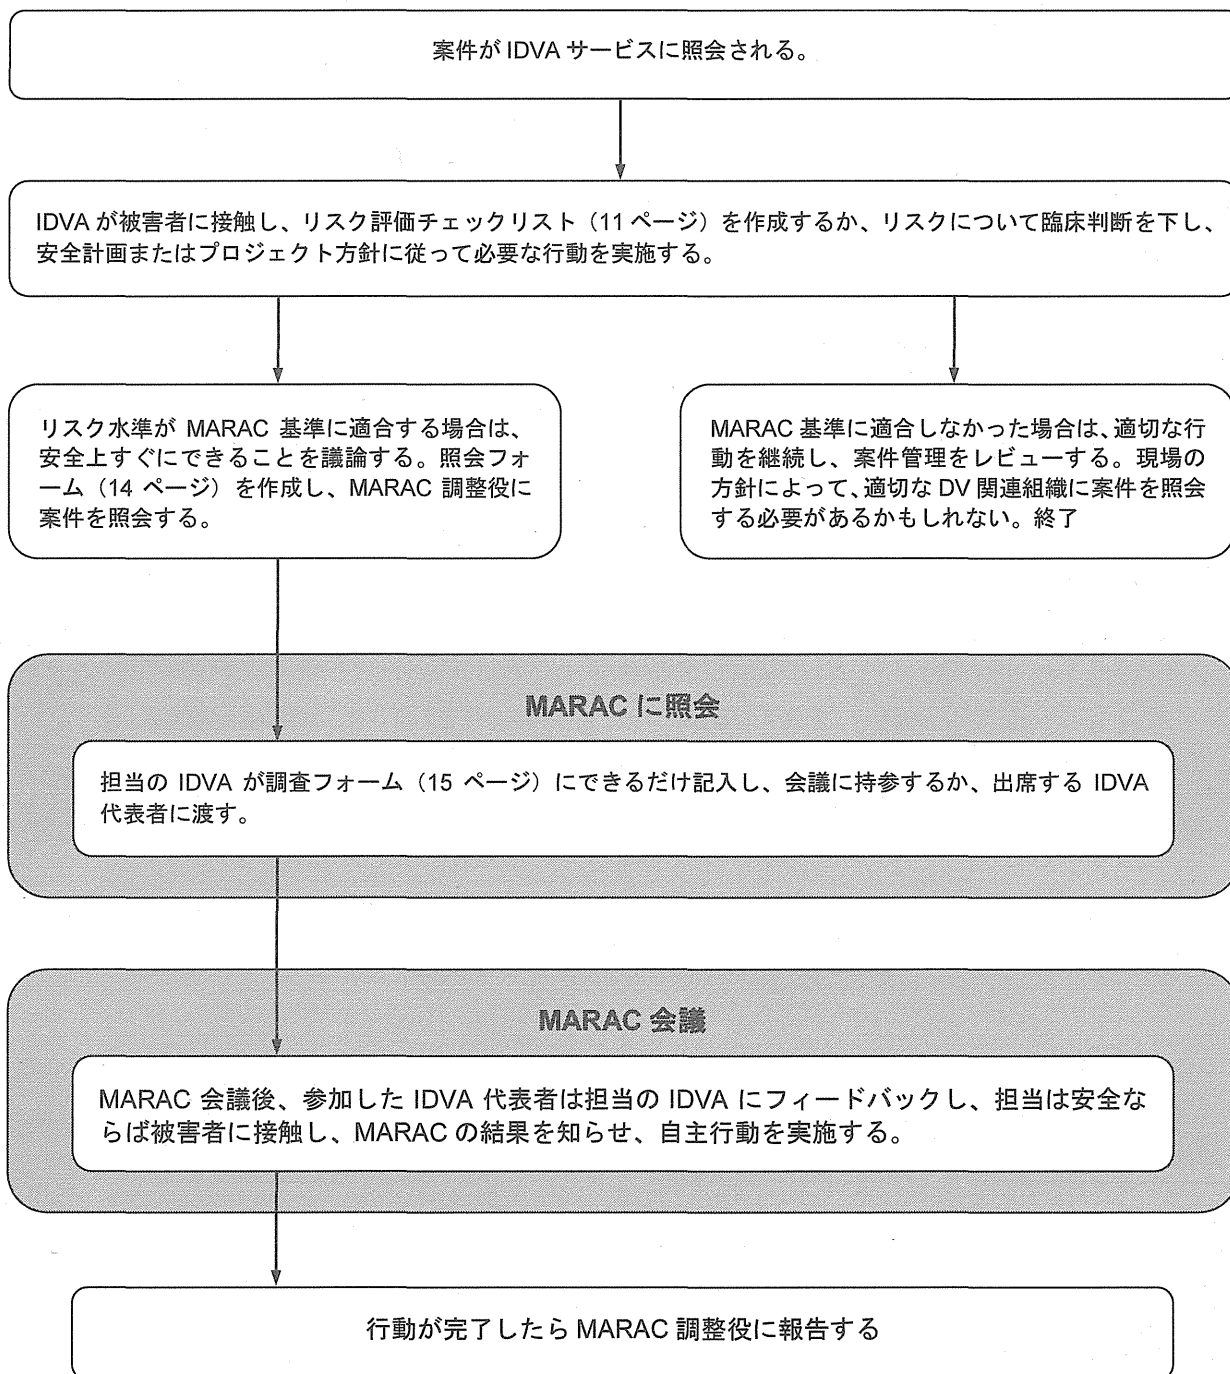 案件が IDVA サービスに照会される。
IDVA が被害者に接触し、リスク評価チェックリスト（11 ページ）を作成するか、リスクについて臨床判断を下し、
安全計画またはプロジェクト方針に従って必要な行動を実施する。
リスク水準が MARAC 基準に適合する場合は、
安全上すぐにできることを議論する。照会フォ
ーム（14 ページ）を作成し、MARAC 調整役に
案件を照会する。
MARAC 基準に適合しなかった場合は、適切な行
動を継続し、案件管理をレビューする。現場の
方針によって、適切な DV 関連組織に案件を照会
する必要があるかもしれない。終了
MARAC に照会
担当の IDVA が調査フォーム（15 ページ）にできるだけ記入し、会議に持参するか、出席する IDVA
代表者に渡す。
MARAC 会議
MARAC 会議後、参加した IDVA 代表者は担当の IDVA にフィードバックし、担当は安全な
らば被害者に接触し、MARAC の結果を知らせ、自主行動を実施する。
行動が完了したら MARAC 調整役に報告する